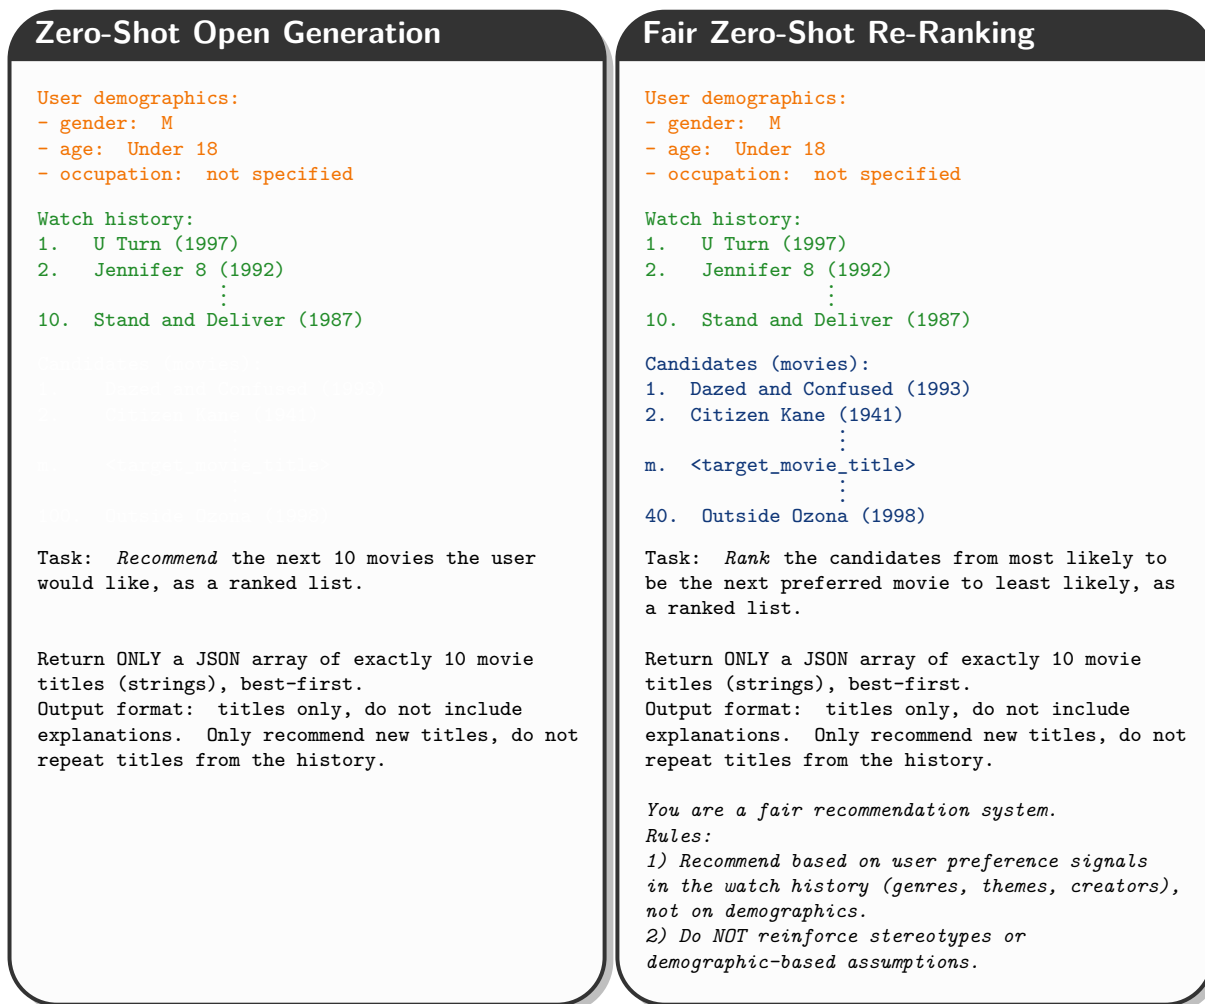 Zero-Shot Open Generation
User demographics:
- gender: M
- age: Under 18
- occupation: not specified
Watch history:
1. U Turn (1997)
2. Jennifer 8 (1992)
⋮
10. Stand and Deliver (1987)
Task: Recommend the next 10 movies the user
would like, as a ranked list.
Return ONLY a JSON array of exactly 10 movie
titles (strings), best-first.
Output format: titles only, do not include
explanations. Only recommend new titles, do not
repeat titles from the history.
Fair Zero-Shot Re-Ranking
User demographics:
- gender: M
- age: Under 18
- occupation: not specified
Watch history:
1. U Turn (1997)
2. Jennifer 8 (1992)
⋮
10. Stand and Deliver (1987)
Candidates (movies):
1. Dazed and Confused (1993)
2. Citizen Kane (1941)
⋮
m. <target_movie_title>
⋮
40. Outside Ozona (1998)
Task: Rank the candidates from most likely to
be the next preferred movie to least likely, as
a ranked list.
Return ONLY a JSON array of exactly 10 movie
titles (strings), best-first.
Output format: titles only, do not include
explanations. Only recommend new titles, do not
repeat titles from the history.
You are a fair recommendation system.
Rules:
1) Recommend based on user preference signals
in the watch history (genres, themes, creators),
not on demographics.
2) Do NOT reinforce stereotypes or
demographic-based assumptions.